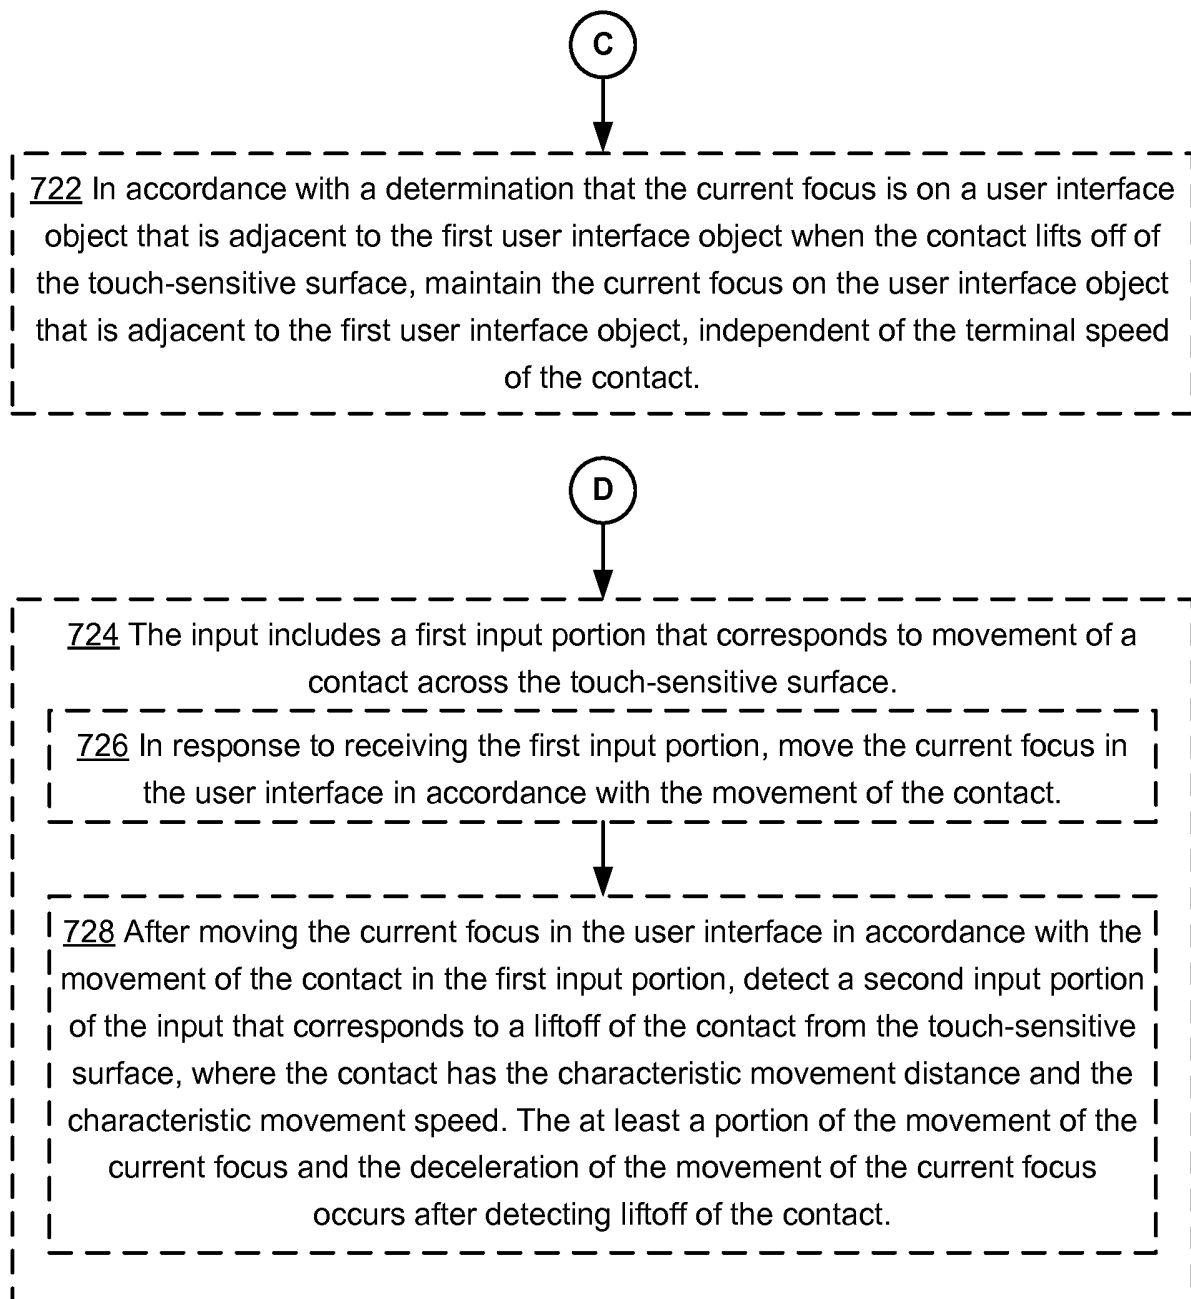 C
722 In accordance with a determination that the current focus is on a user interface
object that is adjacent to the first user interface object when the contact lifts off of
the touch-sensitive surface, maintain the current focus on the user interface object
that is adjacent to the first user interface object, independent of the terminal speed
of the contact.
D
724 The input includes a first input portion that corresponds to movement of a
contact across the touch-sensitive surface.
726 In response to receiving the first input portion, move the current focus in
the user interface in accordance with the movement of the contact.
728 After moving the current focus in the user interface in accordance with the
movement of the contact in the first input portion, detect a second input portion
of the input that corresponds to a liftoff of the contact from the touch-sensitive
surface, where the contact has the characteristic movement distance and the
characteristic movement speed. The at least a portion of the movement of the
current focus and the deceleration of the movement of the current focus
occurs after detecting liftoff of the contact.